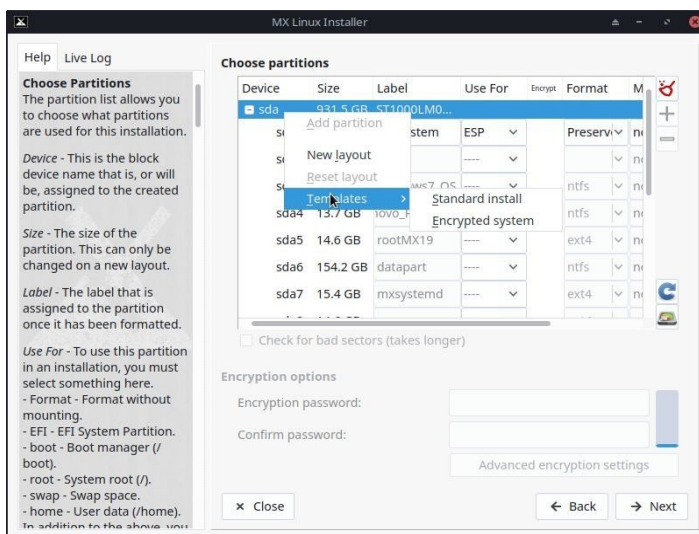 MX Linux Installer
Help Live Log
Choose Partitions
The partition list allows you
to choose what partitions
are used for this installation.
Device - This is the block
device name that is, or will
be, assigned to the created
partition.
Size - The size of the
partition. This can only be
changed on a new layout.
Label - The label that is
assigned to the partition
once it has been formatted.
Use For - To use this partition
in an installation, you must
select something here.
- Format - Format without
mounting.
- EFI - EFI System Partition.
- boot - Boot manager (/
boot).
- root - System root (/).
- swap - Swap space.
- home - User data (/home).
In addition to the above, you
Choose partitions
Device Size Label Use For Encrypt Format M
sda 931.5 GB ST1000LM0...
Add partition
stem ESP Preserv
New layout
----
Reset layout
ws7_OS ---- ntfs
Templates
Standard install
Encrypted system
sda4 13.7 GB ntfs
sda5 14.6 GB rootMX19 ---- ext4
sda6 154.2 GB datapart ---- ntfs
sda7 15.4 GB mxsystemd ---- ext4
Check for bad sectors (takes longer)
Encryption options
Encryption password:
Confirm password:
Advanced encryption settings
Close Back Next